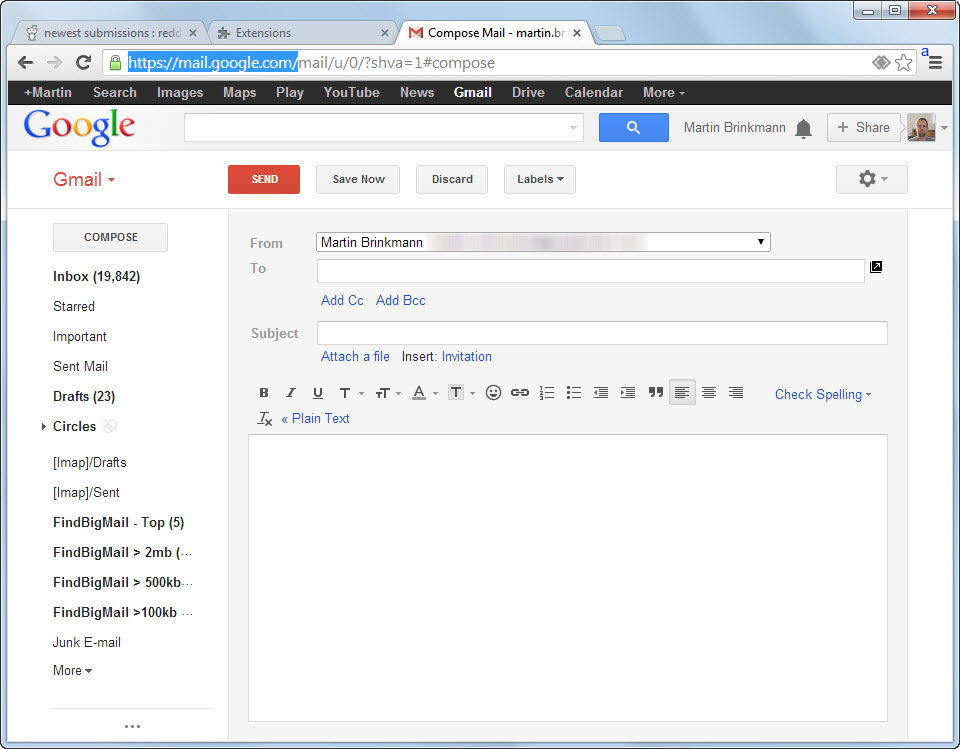 newest submissions : redd
Extensions
Compose Mail - martin.br
https://mail.google.com/mail/u/0/?shva=1#compose
a
+Martin Search Images Maps Play YouTube News Gmail Drive Calendar More
Google
Martin Brinkmann
+ Share
Gmail
SEND
Save Now
Discard
Labels
COMPOSE
Inbox (19,842)
Starred
Important
Sent Mail
Drafts (23)
Circles
[Imap]/Drafts
[Imap]/Sent
FindBigMail - Top (5)
FindBigMail > 2mb (...
FindBigMail > 500kb...
FindBigMail >100kb ...
Junk E-mail
More
From Martin Brinkmann
To
Add Cc Add Bcc
Subject
Attach a file Insert: Invitation
B I U T тT A T Check Spelling
Tx « Plain Text